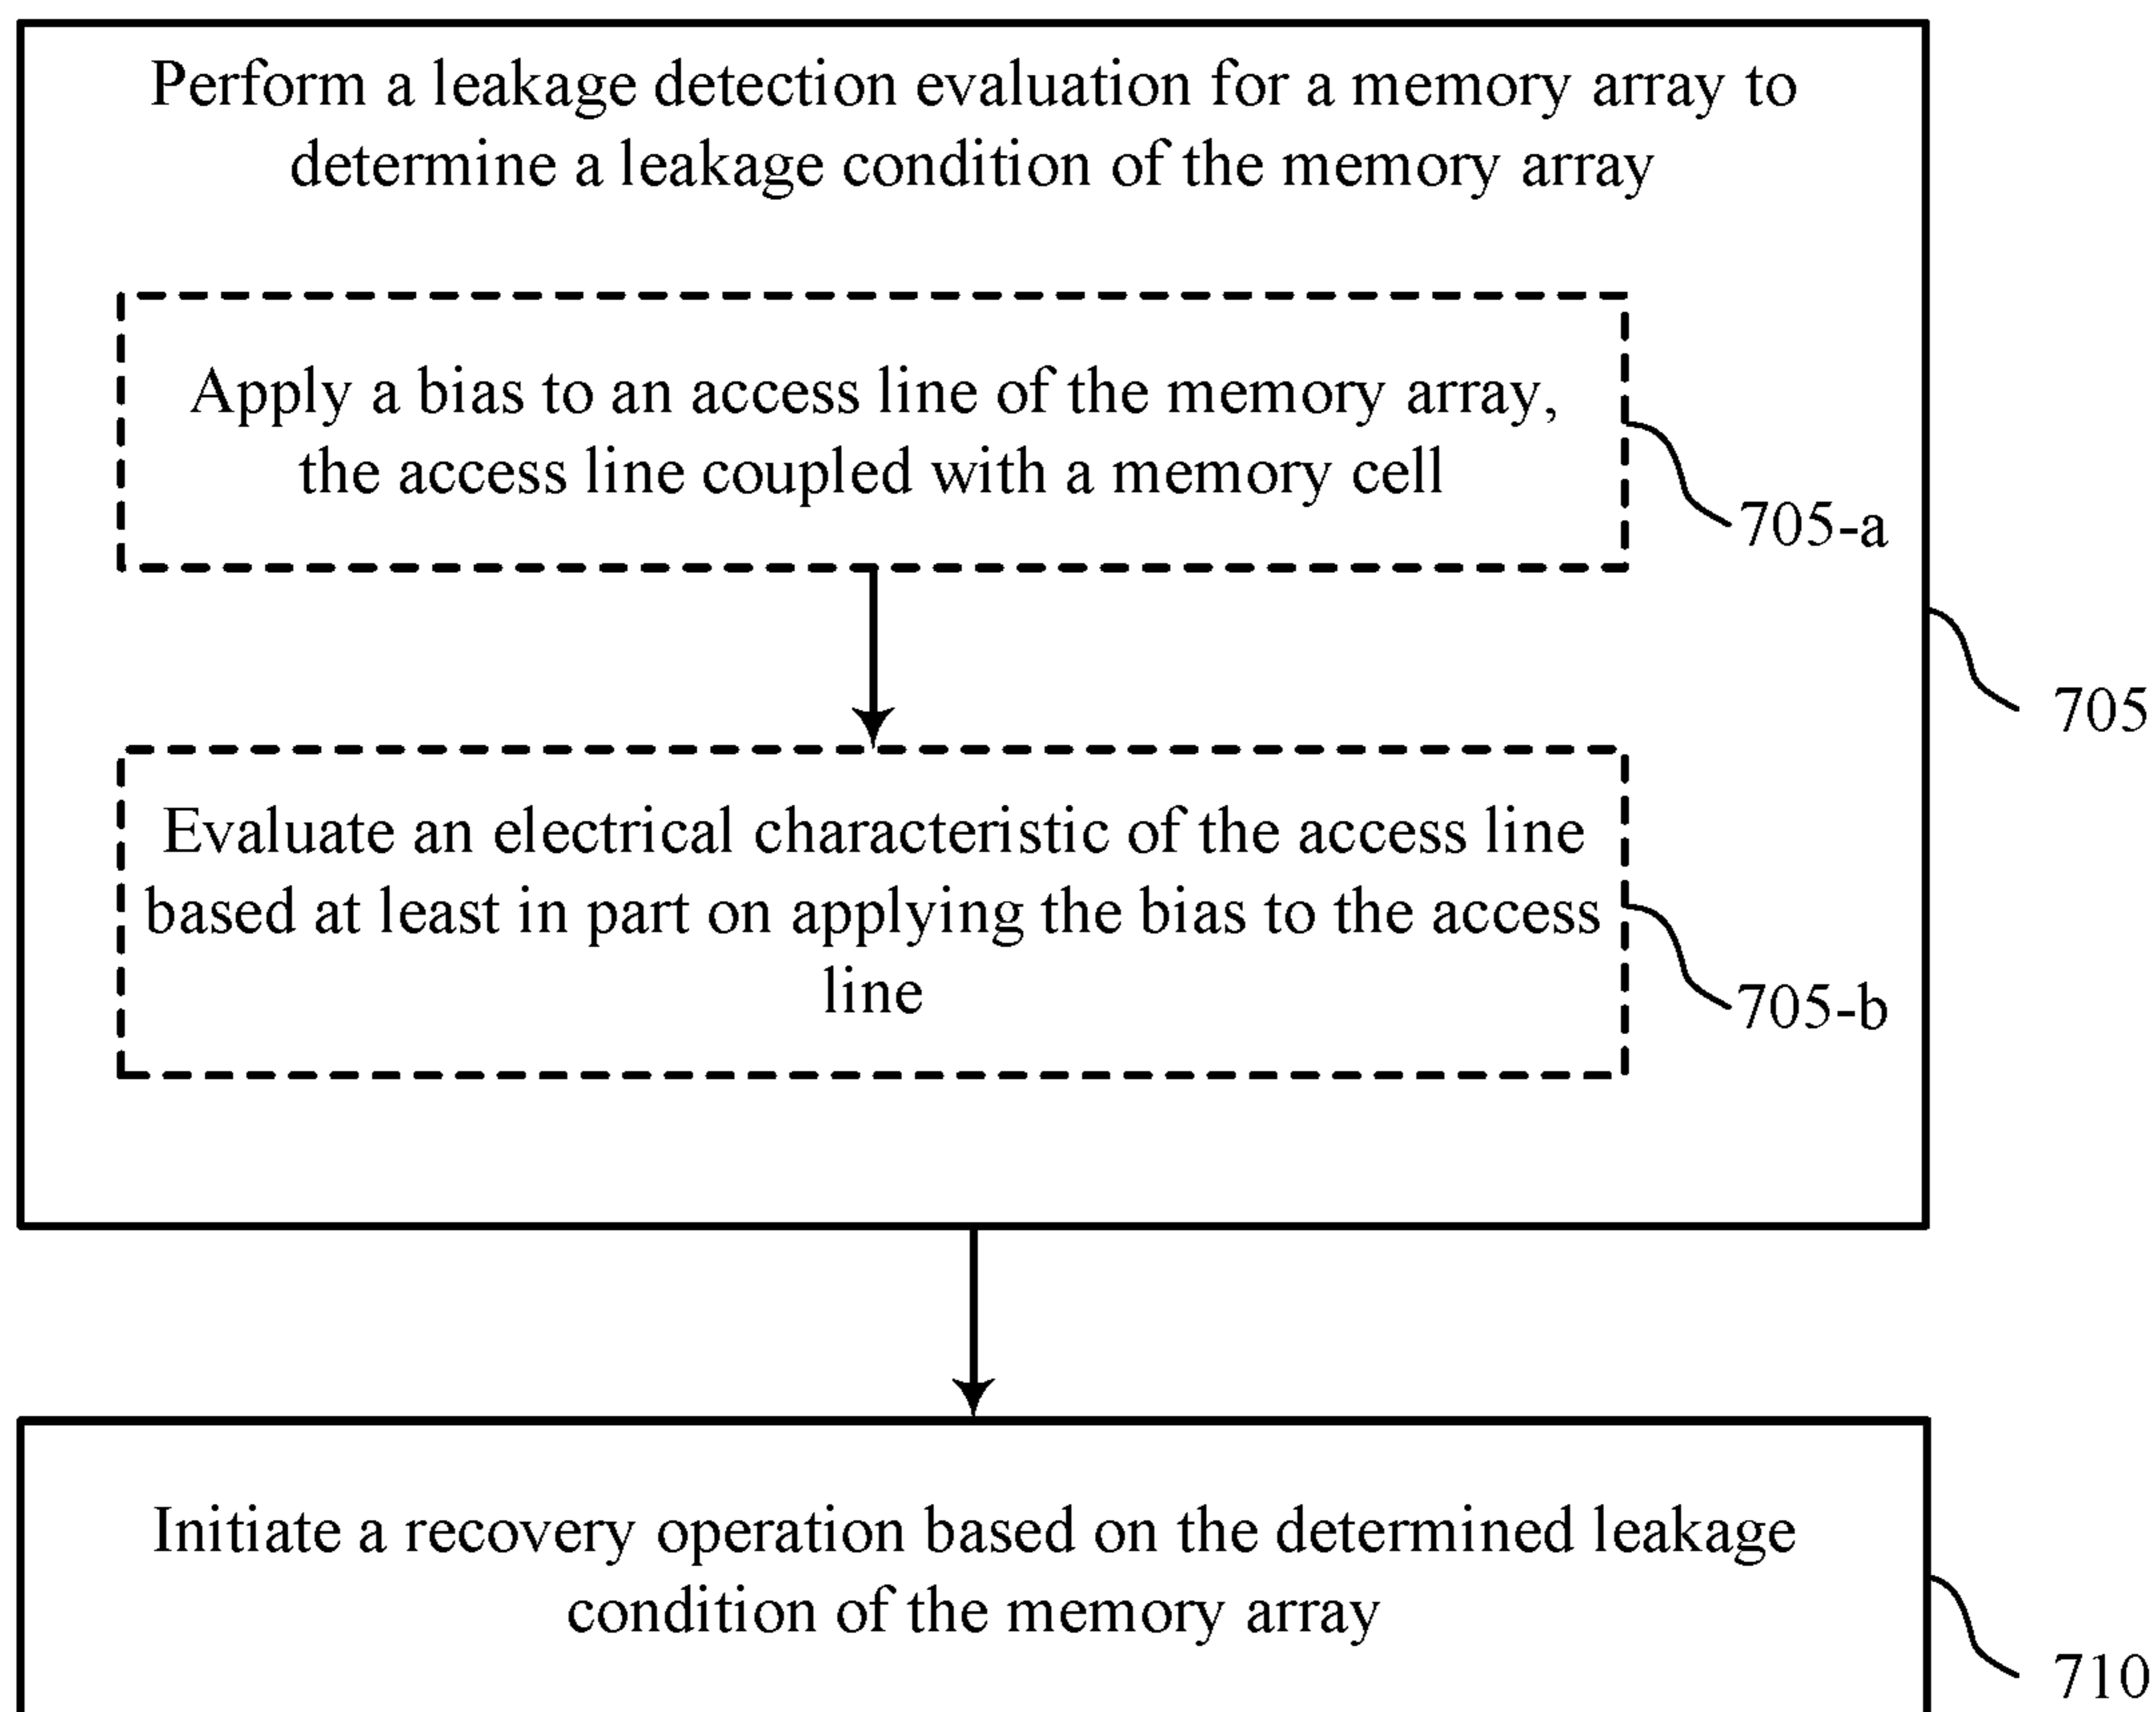 Perform a leakage detection evaluation for a memory array to
determine a leakage condition of the memory array
Apply a bias to an access line of the memory array,
the access line coupled with a memory cell
705-a
705
Evaluate an electrical characteristic of the access line
based at least in part on applying the bias to the access
line
705-b
Initiate a recovery operation based on the determined leakage
condition of the memory array
710